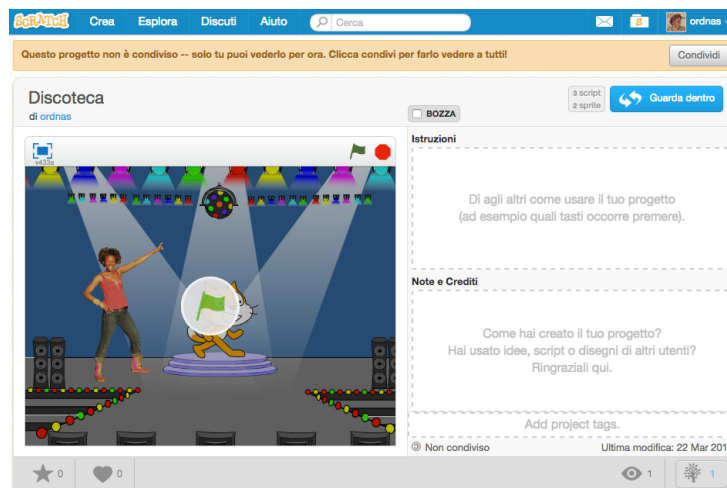 SCRATCH Crea Esplora Discuti Aiuto Cerca ordnas
Questo progetto non è condiviso -- solo tu puoi vederlo per ora. Clicca condivi per farlo vedere a tutti!
Condividi
Discoteca
di ordnas
BOZZA
3 script
2 sprite
Guarda dentro
v433a
Istruzioni
Dì agli altri come usare il tuo progetto
(ad esempio quali tasti occorre premere).
Note e Crediti
Come hai creato il tuo progetto?
Hai usato idee, script o disegni di altri utenti?
Ringraziali qui.
Add project tags.
Non condiviso
Ultima modifica: 22 Mar 201
0
0
1
1